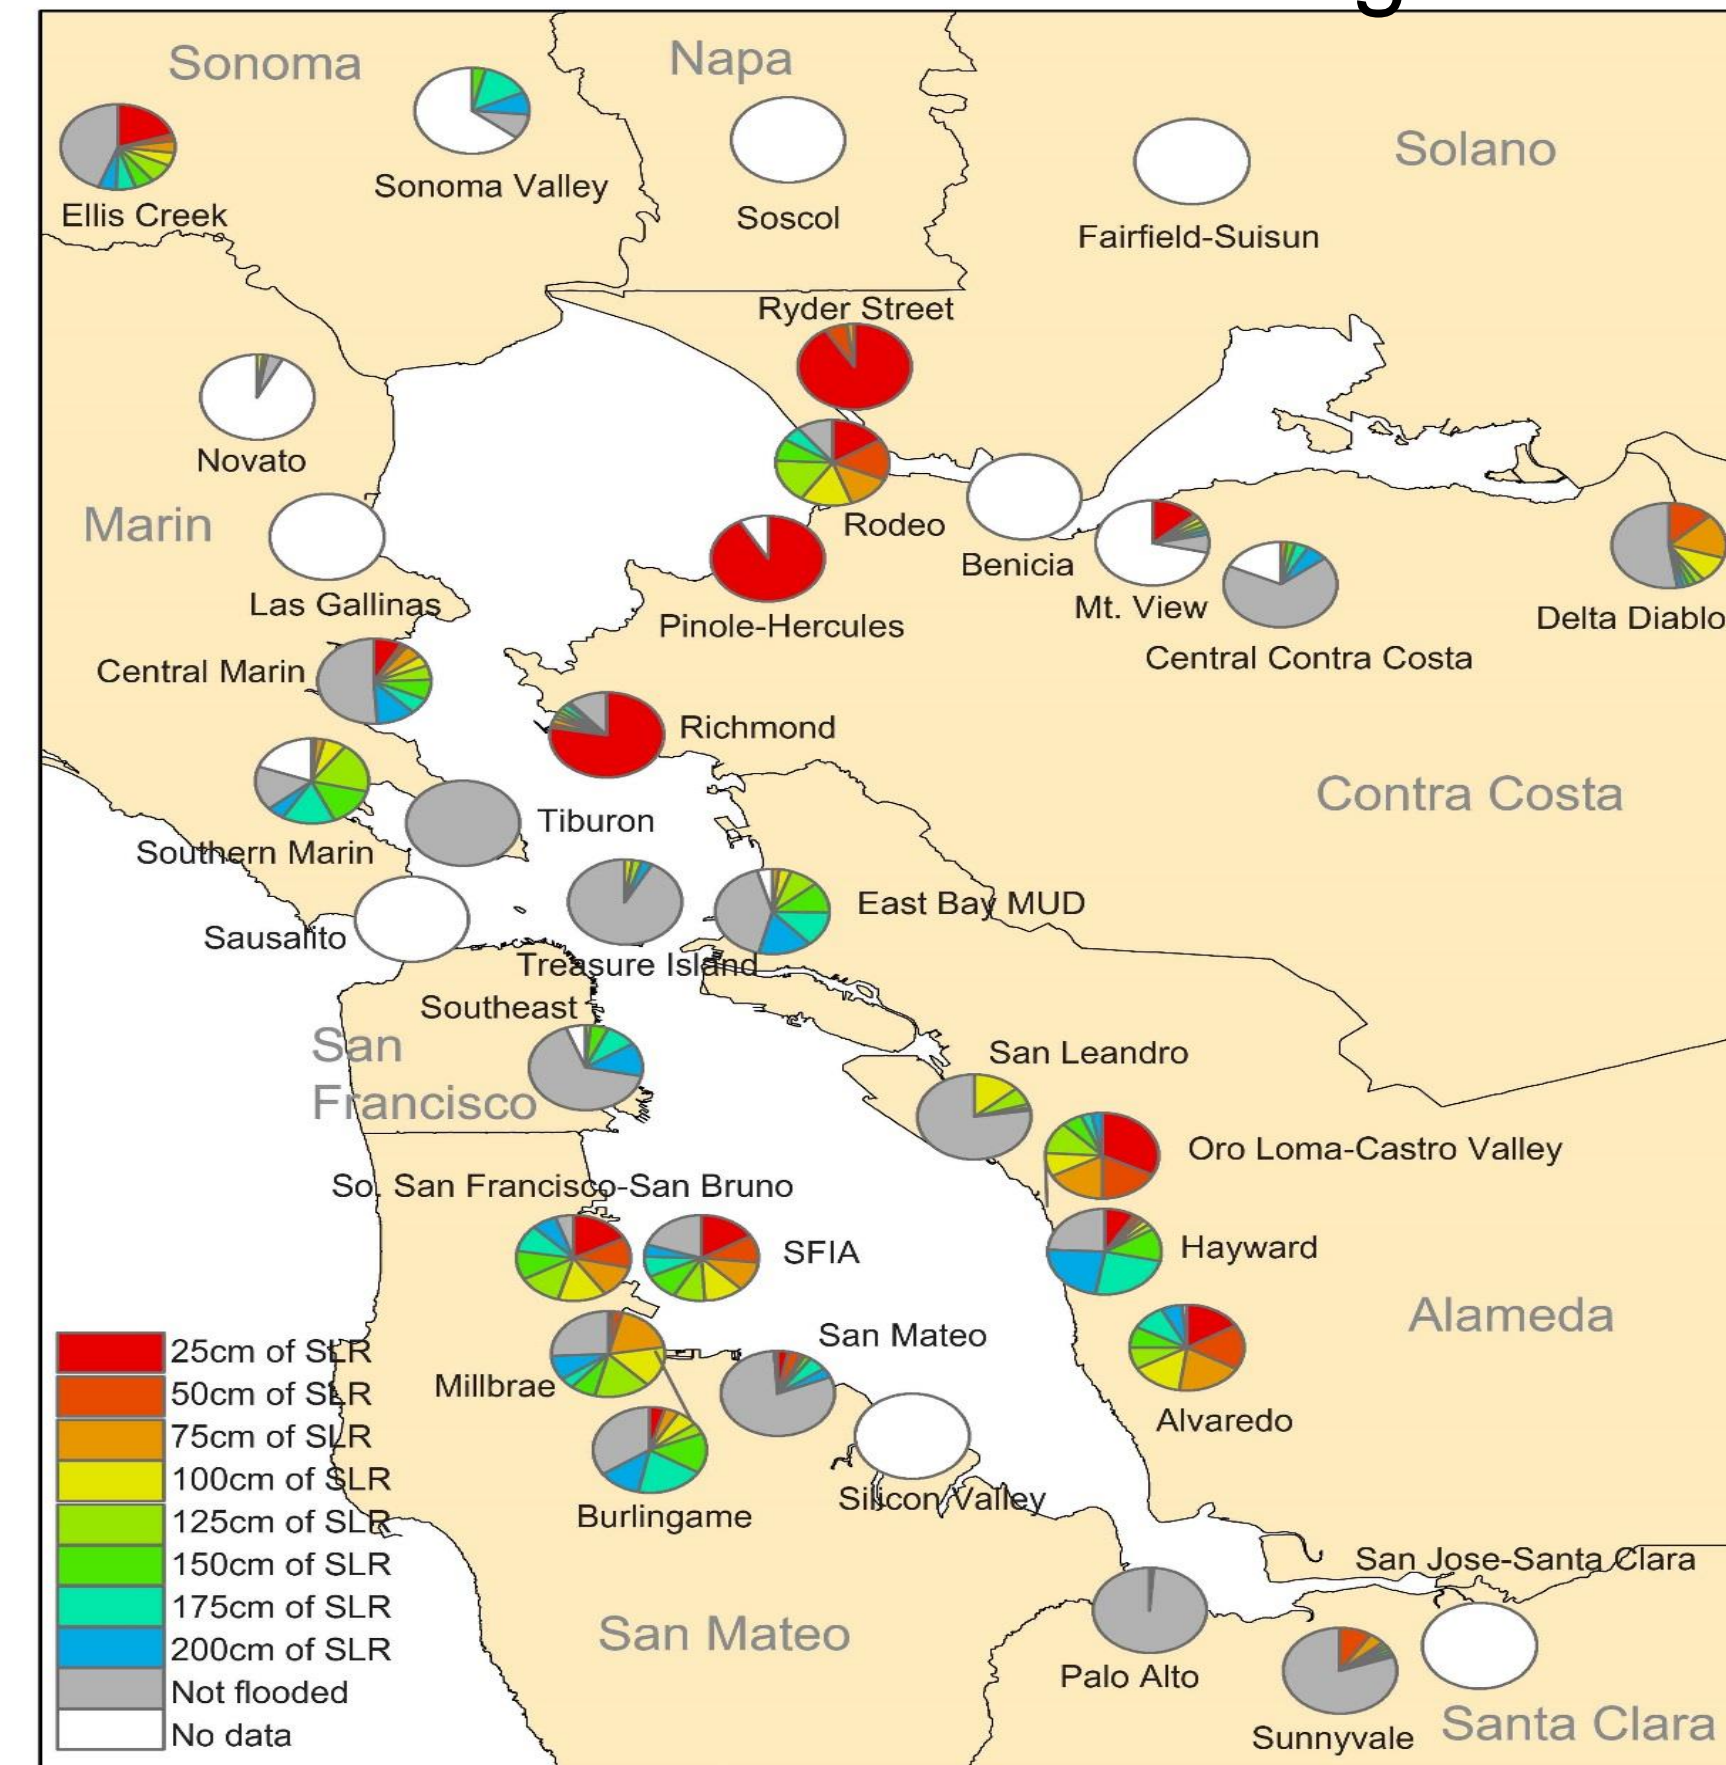 Sonoma
Napa
Solano
Ellis Creek
Sonoma Valley
Soscol
Fairfield-Suisun
Ryder Street
Novato
Marin
Rodeo
Benicia
Las Gallinas
Mt. View
Delta Diablo
Pinole-Hercules
Central Contra Costa
Central Marin
Richmond
Contra Costa
Tiburon
Southern Marin
East Bay MUD
Sausalito
Treasure Island
Southeast
San
Francisco
San Leandro
Oro Loma-Castro Valley
So. San Francisco-San Bruno
SFIA
Hayward
Alameda
San Mateo
Millbrae
Alvaredo
Silicon Valley
Burlingame
San Jose-Santa Clara
San Mateo
Palo Alto
Sunnyvale
Santa Clara
25cm of SLR
50cm of SLR
75cm of SLR
100cm of SLR
125cm of SLR
150cm of SLR
175cm of SLR
200cm of SLR
Not flooded
No data